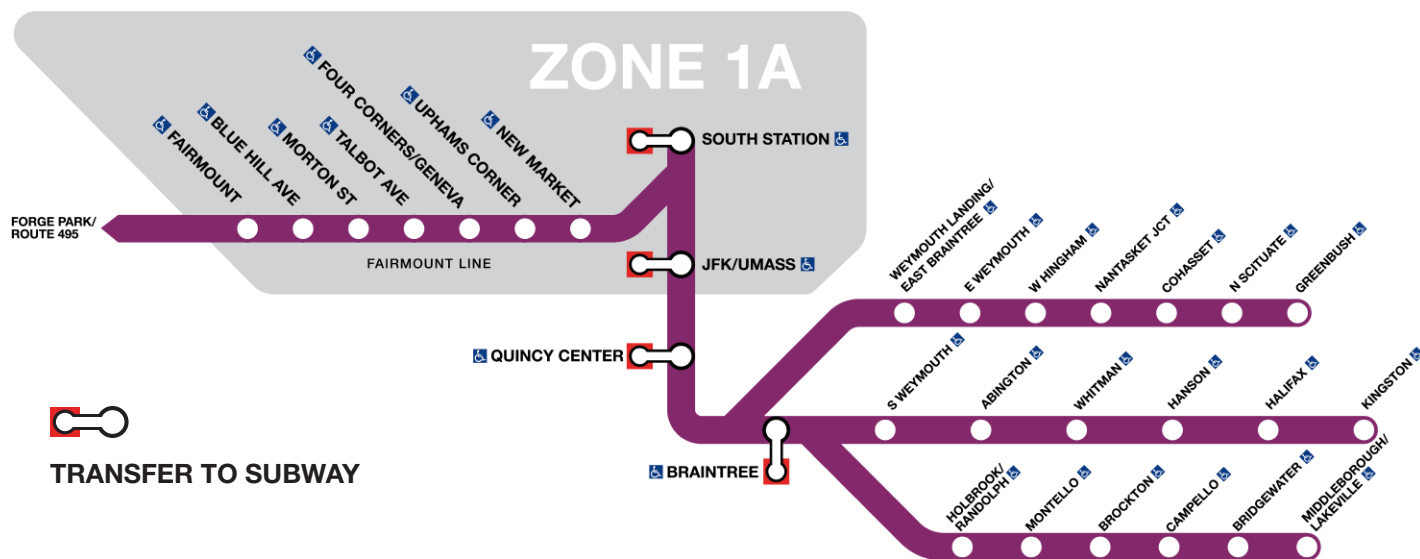 ZONE 1A
FAIRMOUNT
BLUE HILL AVE
MORTON ST
TALBOT AVE
FOUR CORNERS/GENEVA
UPHAMS CORNER
NEW MARKET
SOUTH STATION
FORGE PARK/
ROUTE 495
FAIRMOUNT LINE
JFK/UMASS
QUINCY CENTER
BRAINTREE
WEYMOUTH LANDING/
EAST BRAINTREE
E WEYMOUTH
W HINGHAM
NANTASKET JCT
COHASSET
N SCITUATE
GREENBUSH
S WEYMOUTH
ABINGTON
WHITMAN
HANSON
HALIFAX
KINGSTON
HOLBROOK/
RANDOLPH
MONTELLO
BROCKTON
CAMPELLO
BRIDGEWATER
MIDDLEBOROUGH/
LAKEVILLE
TRANSFER TO SUBWAY